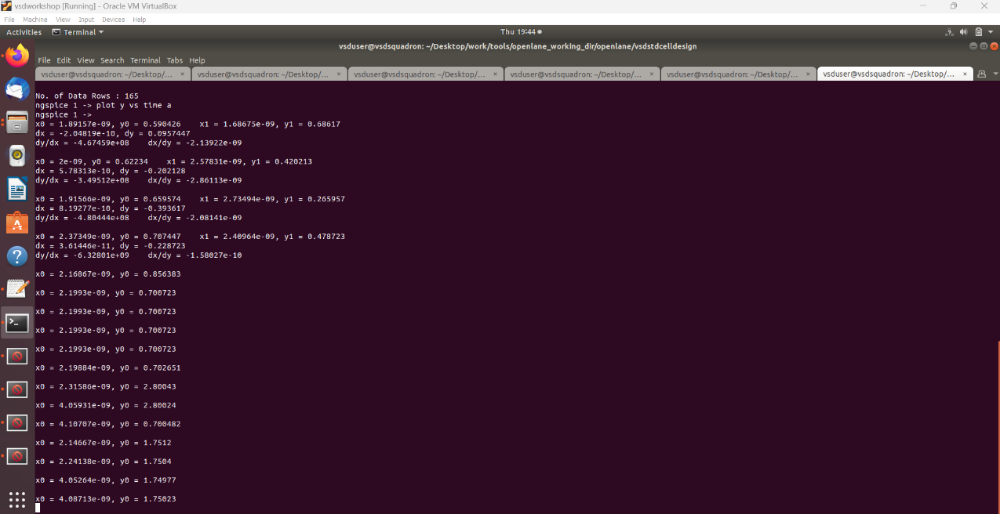 vsdworkshop [Running] - Oracle VM VirtualBox
File Machine View Input Devices Help
Activities Terminal Thu 19:44
vsduser@vsdsquadron: ~/Desktop/work/tools/openlane_working_dir/openlane/vsdstdcelldesign
File Edit View Search Terminal Tabs Help
vsduser@vsdsquadron: ~/Desktop/... × vsduser@vsdsquadron: ~/Desktop/... × vsduser@vsdsquadron: ~/Desktop/... × vsduser@vsdsquadron: ~/Desktop/... × vsduser@vsdsquadron: ~/Desktop/... × vsduser@vsdsquadron: ~/Desktop/... ×
No. of Data Rows : 165
ngspice 1 -> plot y vs time a
ngspice 1 ->
x0 = 1.89157e-09, y0 = 0.590426    x1 = 1.68675e-09, y1 = 0.68617
dx = -2.04819e-10, dy = 0.0957447
dy/dx = -4.67459e+08    dx/dy = -2.13922e-09
x0 = 2e-09, y0 = 0.62234    x1 = 2.57831e-09, y1 = 0.420213
dx = 5.78313e-10, dy = -0.202128
dy/dx = -3.49512e+08    dx/dy = -2.86113e-09
x0 = 1.91566e-09, y0 = 0.659574    x1 = 2.73494e-09, y1 = 0.265957
dx = 8.19277e-10, dy = -0.393617
dy/dx = -4.80444e+08    dx/dy = -2.08141e-09
x0 = 2.37349e-09, y0 = 0.707447    x1 = 2.40964e-09, y1 = 0.478723
dx = 3.61446e-11, dy = -0.228723
dy/dx = -6.32801e+09    dx/dy = -1.58027e-10
x0 = 2.16867e-09, y0 = 0.856383
x0 = 2.1993e-09, y0 = 0.700723
x0 = 2.1993e-09, y0 = 0.700723
x0 = 2.1993e-09, y0 = 0.700723
x0 = 2.1993e-09, y0 = 0.700723
x0 = 2.19884e-09, y0 = 0.702651
x0 = 2.31586e-09, y0 = 2.80043
x0 = 4.05931e-09, y0 = 2.80024
x0 = 4.10707e-09, y0 = 0.700482
x0 = 2.14667e-09, y0 = 1.7512
x0 = 2.24138e-09, y0 = 1.7504
x0 = 4.05264e-09, y0 = 1.74977
x0 = 4.08713e-09, y0 = 1.75023